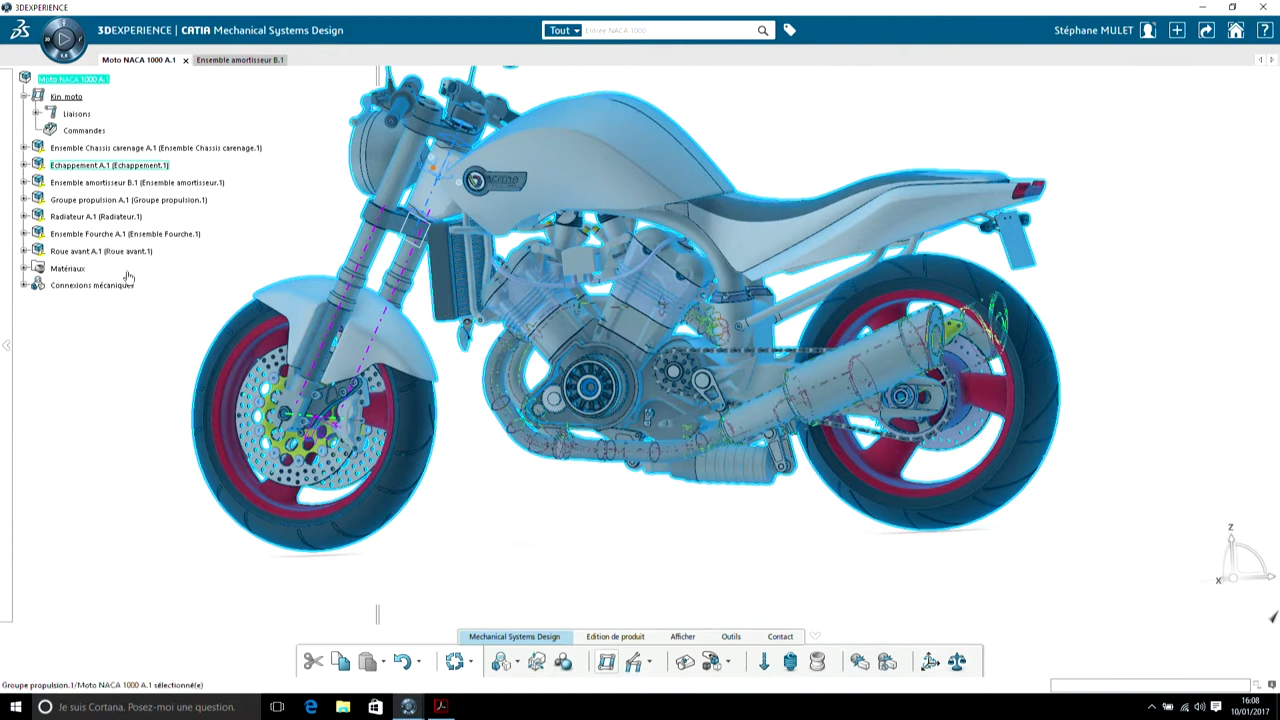 3DEXPERIENCE
3DEXPERIENCE | CATIA Mechanical Systems Design
Tout
Entrée NACA 1000
Stéphane MULET
Moto NACA 1000 A.1
Ensemble amortisseur B.1
Moto NACA 1000 A.1
Kin moto
Liaisons
Commandes
Ensemble Chassis carenage A.1 (Ensemble Chassis carenage.1)
Echappement A.1 (Echappement.1)
Ensemble amortisseur B.1 (Ensemble amortisseur.1)
Groupe propulsion A.1 (Groupe propulsion.1)
Radiateur A.1 (Radiateur.1)
Ensemble Fourche A.1 (Ensemble Fourche.1)
Roue avant A.1 (Roue avant.1)
Matériaux
Connexions mécaniques
Z
X
Mechanical Systems Design
Edition de produit
Afficher
Outils
Contact
Groupe propulsion.1/Moto NACA 1000 A.1 sélectionné(e)
Je suis Cortana. Posez-moi une question.
16:08
10/01/2017